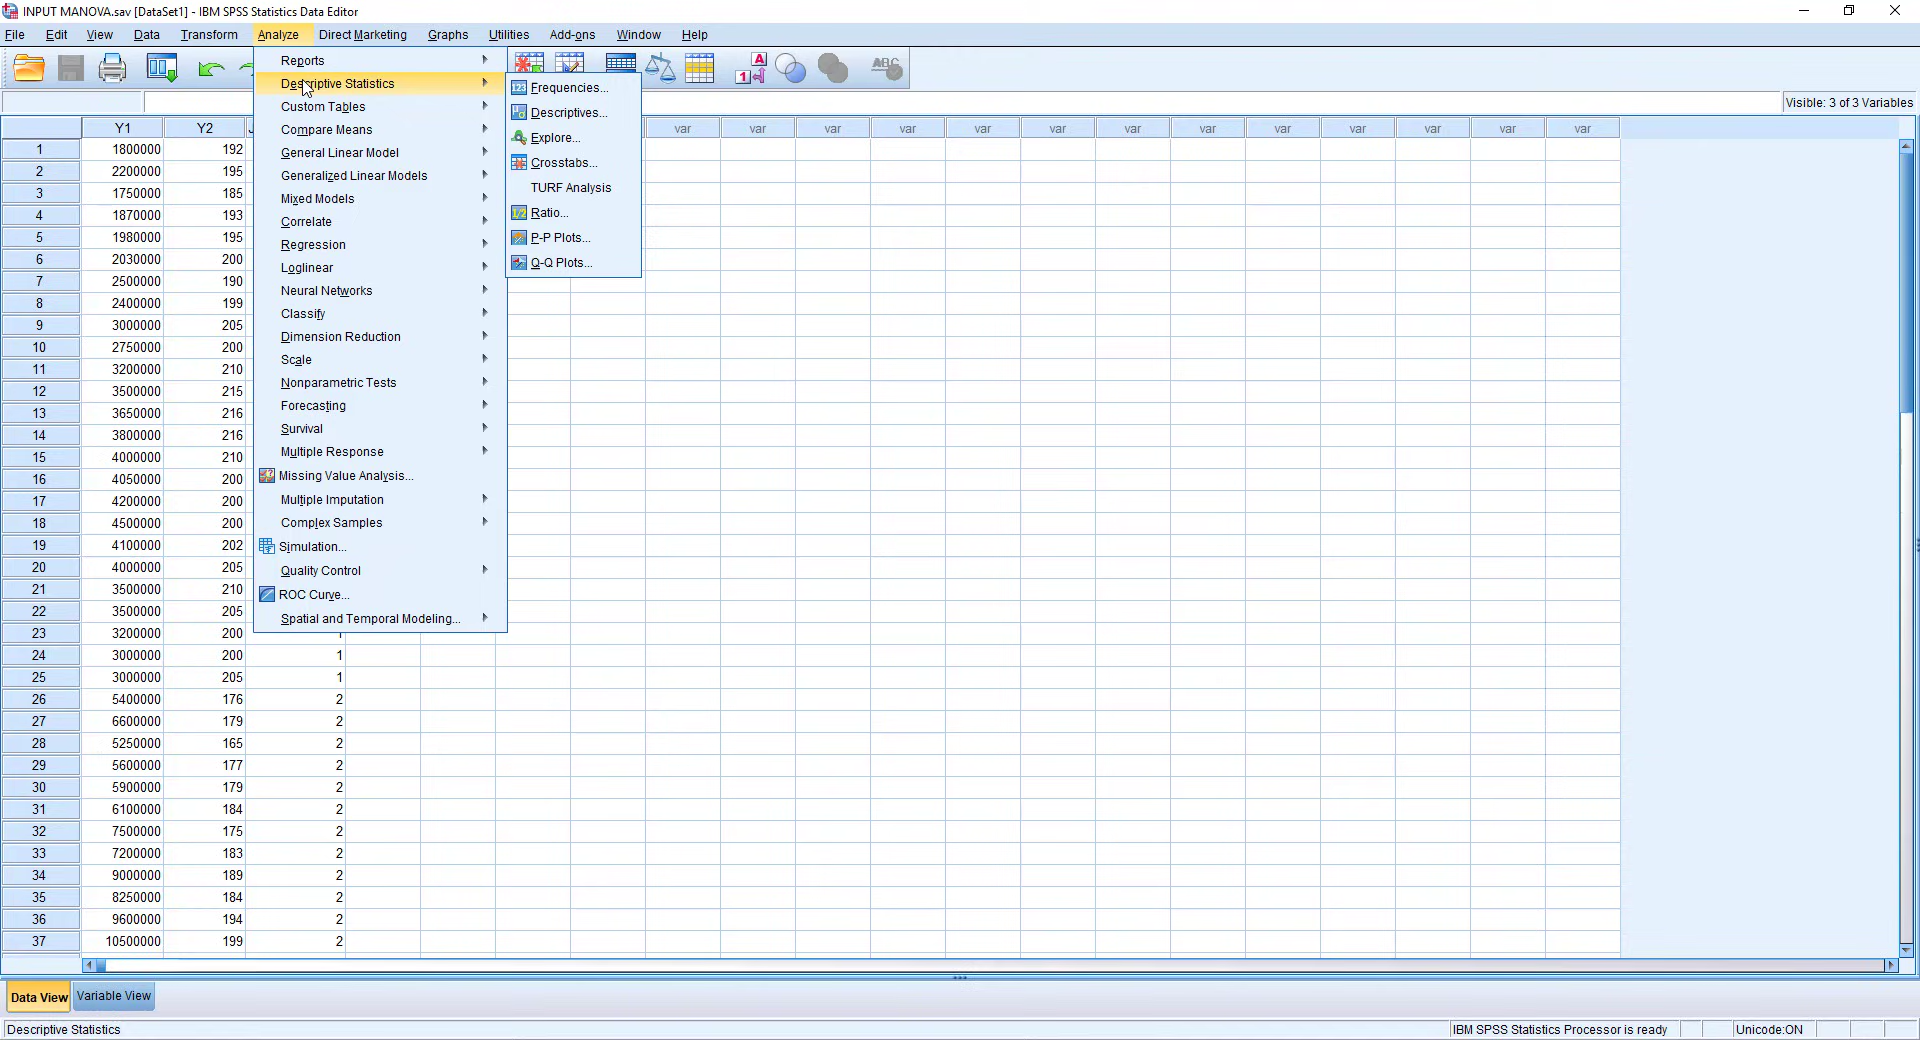 INPUT MANOVA.sav [DataSet1] - IBM SPSS Statistics Data Editor
File Edit View Data Transform Analyze Direct Marketing Graphs Utilities Add-ons Window Help
Visible: 3 of 3 Variables
Reports
Descriptive Statistics
Custom Tables
Compare Means
General Linear Model
Generalized Linear Models
Mixed Models
Correlate
Regression
Loglinear
Neural Networks
Classify
Dimension Reduction
Scale
Nonparametric Tests
Forecasting
Survival
Multiple Response
Missing Value Analysis...
Multiple Imputation
Complex Samples
Simulation...
Quality Control
ROC Curve...
Spatial and Temporal Modeling...
Frequencies...
Descriptives...
Explore...
Crosstabs...
TURF Analysis
Ratio...
P-P Plots...
Q-Q Plots...
Y1 Y2 var var var var var var var var var var var var var
1 1800000 192
2 2200000 195
3 1750000 185
4 1870000 193
5 1980000 195
6 2030000 200
7 2500000 190
8 2400000 199
9 3000000 205
10 2750000 200
11 3200000 210
12 3500000 215
13 3650000 216
14 3800000 216
15 4000000 210
16 4050000 200
17 4200000 200
18 4500000 200
19 4100000 202
20 4000000 205
21 3500000 210
22 3500000 205
23 3200000 200
24 3000000 200 1
25 3000000 205 1
26 5400000 176 2
27 6600000 179 2
28 5250000 165 2
29 5600000 177 2
30 5900000 179 2
31 6100000 184 2
32 7500000 175 2
33 7200000 183 2
34 9000000 189 2
35 8250000 184 2
36 9600000 194 2
37 10500000 199 2
Data View Variable View
Descriptive Statistics
IBM SPSS Statistics Processor is ready
Unicode:ON